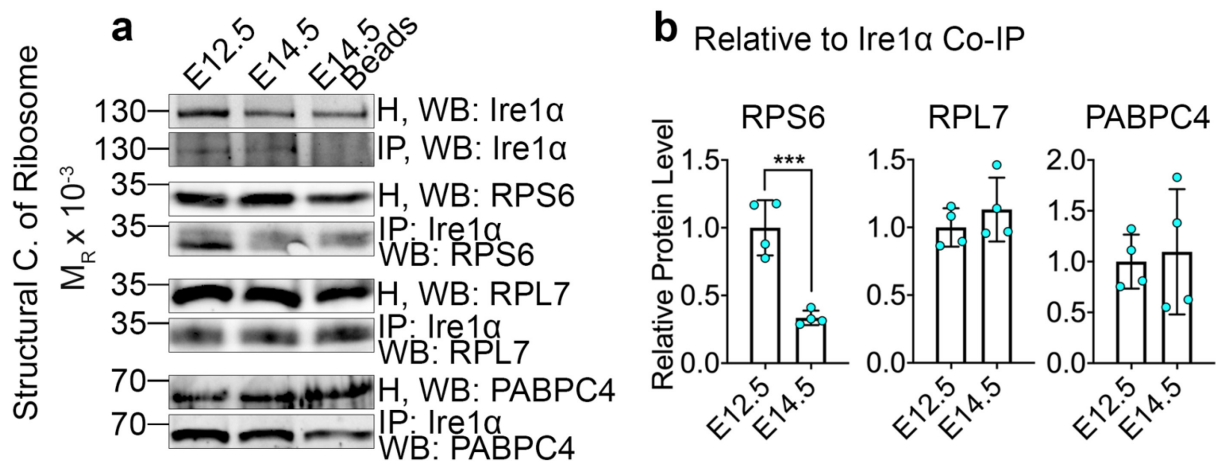 a
E12.5
E14.5
E14.5
Beads
Structural C. of Ribosome
M_R x 10⁻³
130
H, WB: Ire1α
130
IP, WB: Ire1α
35
H, WB: RPS6
IP: Ire1α
WB: RPS6
35
H, WB: RPL7
35
IP: Ire1α
WB: RPL7
70
H, WB: PABPC4
70
IP: Ire1α
WB: PABPC4
b Relative to Ire1α Co-IP
Relative Protein Level
RPS6
1.5
1.0
0.5
0.0
***
E12.5
E14.5
RPL7
1.5
1.0
0.5
0.0
E12.5
E14.5
PABPC4
2.0
1.5
1.0
0.5
0.0
E12.5
E14.5